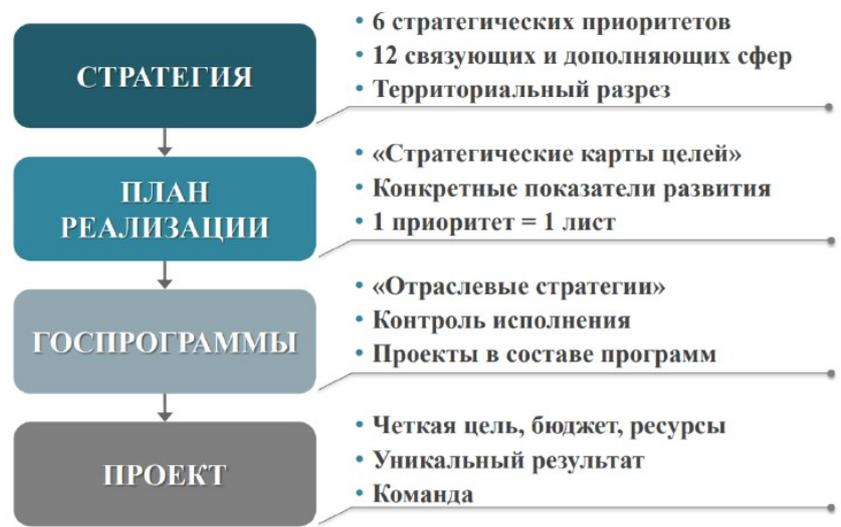 СТРАТЕГИЯ
• 6 стратегических приоритетов
• 12 связующих и дополняющих сфер
• Территориальный разрез
ПЛАН
РЕАЛИЗАЦИИ
• «Стратегические карты целей»
• Конкретные показатели развития
• 1 приоритет = 1 лист
ГОСПРОГРАММЫ
• «Отраслевые стратегии»
• Контроль исполнения
• Проекты в составе программ
ПРОЕКТ
• Четкая цель, бюджет, ресурсы
• Уникальный результат
• Команда